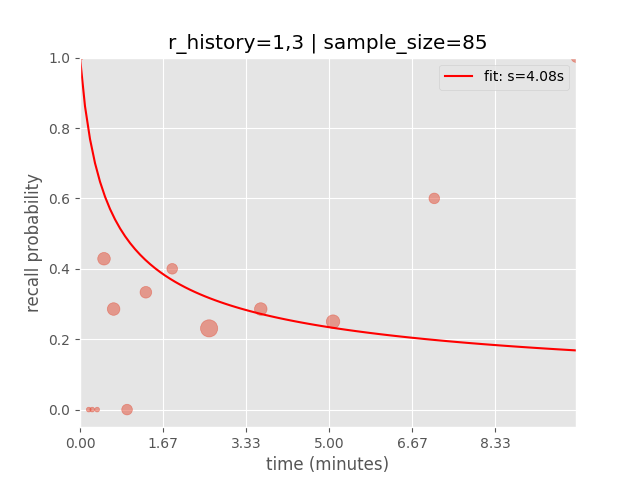 r_history=1,3 | sample_size=85
fit: s=4.08s
recall probability
1.0
0.8
0.6
0.4
0.2
0.0
0.00 1.67 3.33 5.00 6.67 8.33
time (minutes)